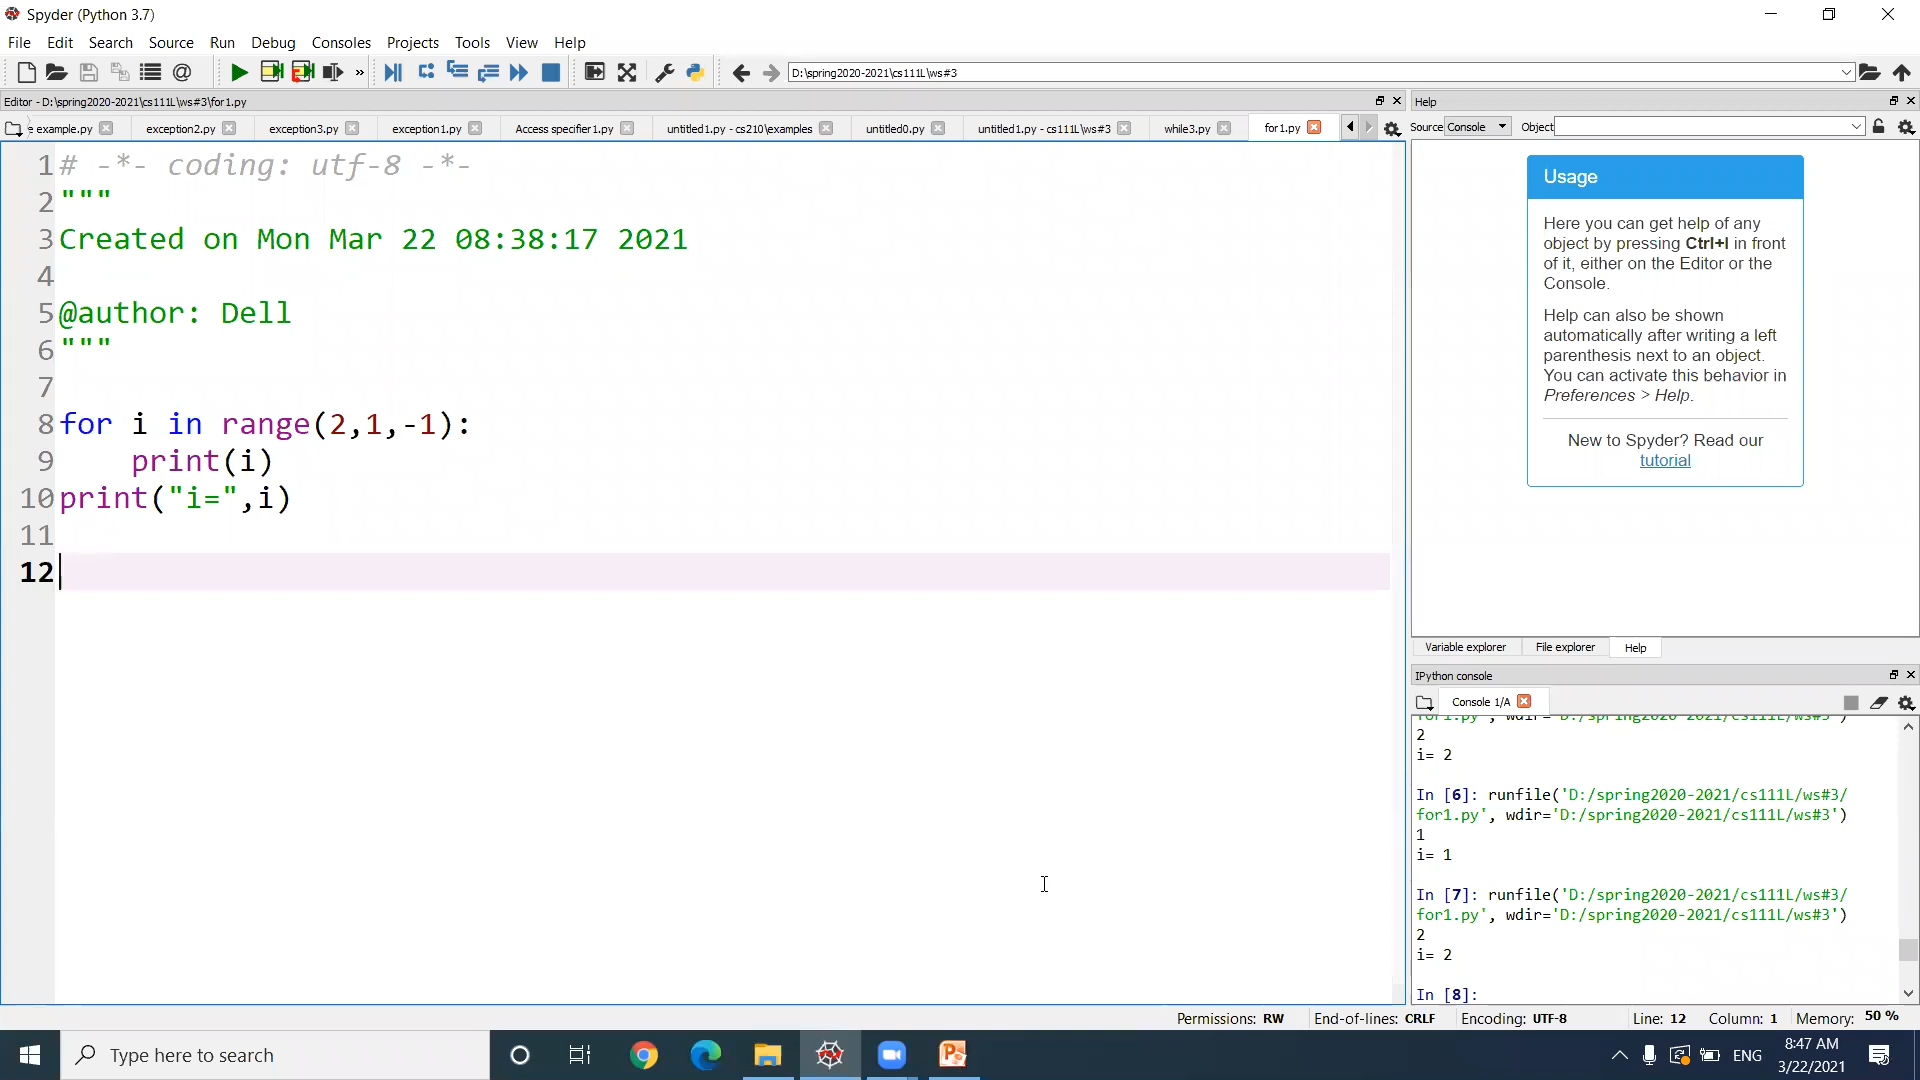 Spyder (Python 3.7)
File Edit Search Source Run Debug Consoles Projects Tools View Help
D:\spring2020-2021\cs111L\ws#3
Editor - D:\spring2020-2021\cs111L\ws#3\for1.py
e example.py exception2.py exception3.py exception1.py Access specifier1.py untitled1.py - cs210\examples untitled0.py untitled1.py - cs111L\ws#3 while3.py for1.py
1 # -*- coding: utf-8 -*-
2 """
3 Created on Mon Mar 22 08:38:17 2021
4
5 @author: Dell
6 """
7
8 for i in range(2,1,-1):
9     print(i)
10 print("i=",i)
11
12
Help
Source Console Object
Usage
Here you can get help of any
object by pressing Ctrl+I in front
of it, either on the Editor or the
Console.
Help can also be shown
automatically after writing a left
parenthesis next to an object.
You can activate this behavior in
Preferences > Help.
New to Spyder? Read our
tutorial
Variable explorer File explorer Help
IPython console
Console 1/A
for1.py', wdir='D:/spring2020-2021/cs111L/ws#3')
2
i= 2
In [6]: runfile('D:/spring2020-2021/cs111L/ws#3/
for1.py', wdir='D:/spring2020-2021/cs111L/ws#3')
1
i= 1
In [7]: runfile('D:/spring2020-2021/cs111L/ws#3/
for1.py', wdir='D:/spring2020-2021/cs111L/ws#3')
2
i= 2
In [8]:
Permissions: RW End-of-lines: CRLF Encoding: UTF-8 Line: 12 Column: 1 Memory: 50 %
Type here to search
ENG
8:47 AM
3/22/2021